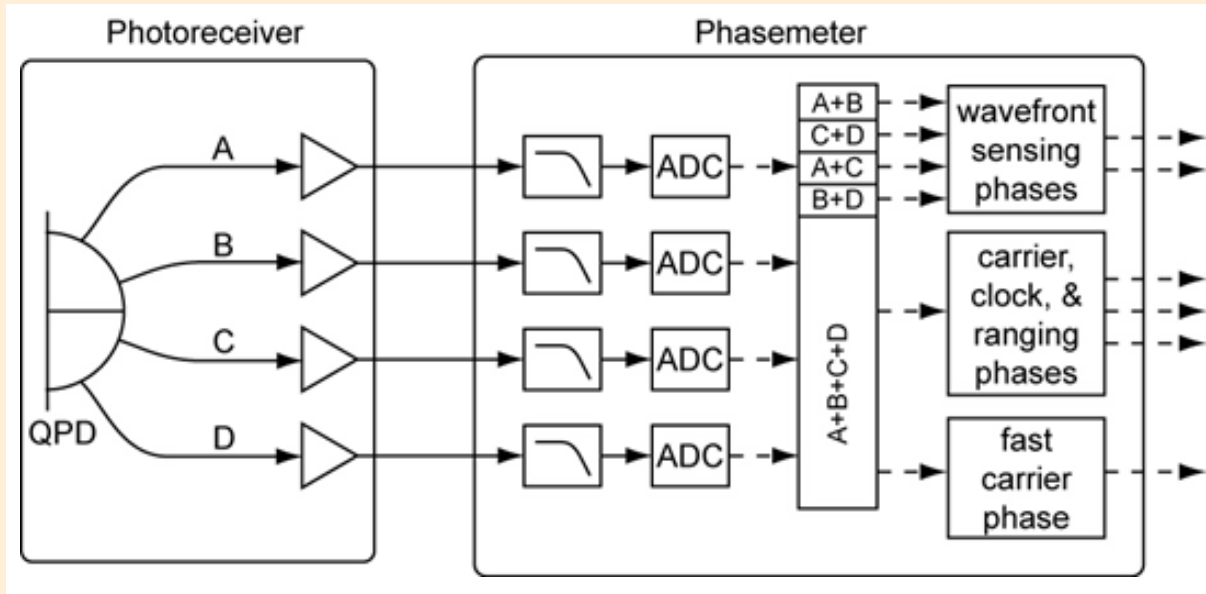 Photoreceiver
Phasemeter
A
B
C
D
QPD
ADC
ADC
ADC
ADC
A+B
C+D
A+C
B+D
A+B+C+D
wavefront
sensing
phases
carrier,
clock, &
ranging
phases
fast
carrier
phase